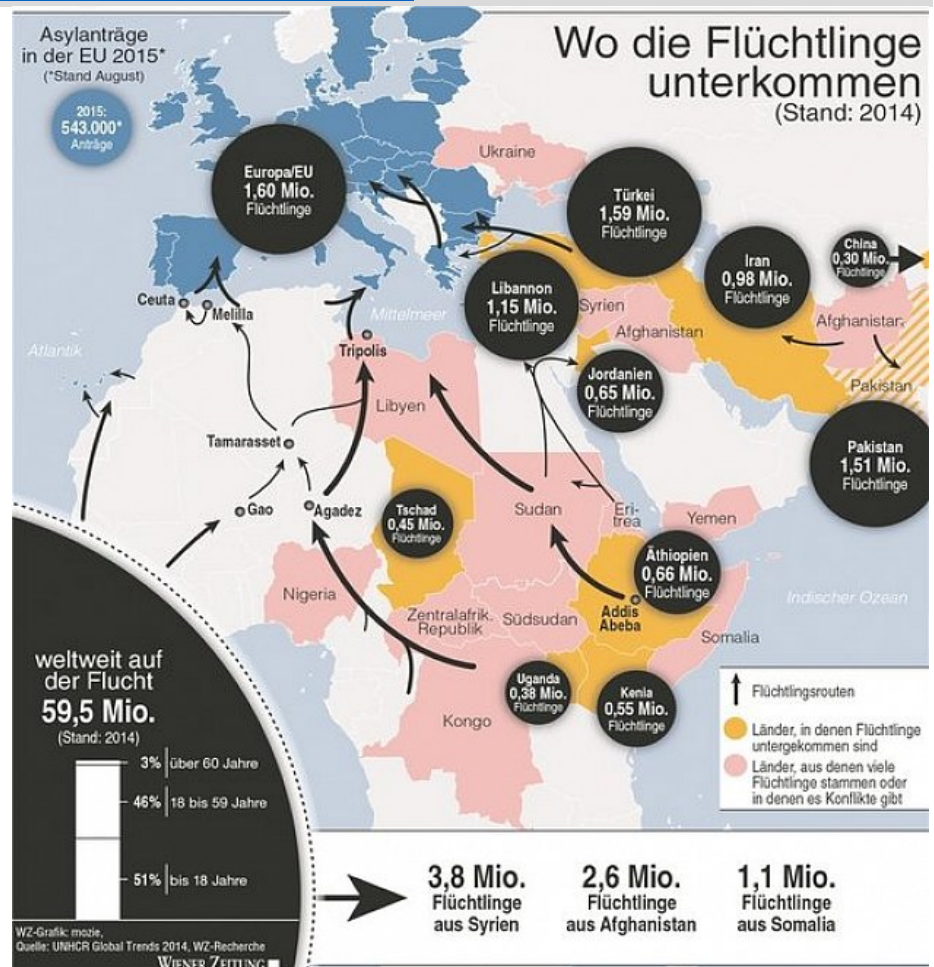 Asylanträge
in der EU 2015*
(*Stand August)
2015:
543.000*
Anträge
Wo die Flüchtlinge
unterkommen
(Stand: 2014)
Europa/EU
1,60 Mio.
Flüchtlinge
Ukraine
Türkei
1,59 Mio.
Flüchtlinge
Iran
0,98 Mio.
Flüchtlinge
China
0,30 Mio.
Flüchtlinge
Libannon
1,15 Mio.
Flüchtlinge
Syrien
Afghanistan
Afghanistan
Pakistan
Jordanien
0,65 Mio.
Flüchtlinge
Pakistan
1,51 Mio.
Flüchtlinge
Ceuta
Melilla
Mittelmeer
Atlantik
Tripolis
Libyen
Tamarasset
Gao
Agadez
Tschad
0,45 Mio.
Flüchtlinge
Sudan
Eri-
trea
Yemen
Äthiopien
0,66 Mio.
Flüchtlinge
Addis
Abeba
Indischer Ozean
Nigeria
Zentralafrik.
Republik
Südsudan
Somalia
Uganda
0,38 Mio.
Flüchtlinge
Kenia
0,55 Mio.
Flüchtlinge
Kongo
Flüchtlingsrouten
Länder, in denen Flüchtlinge
untergekommen sind
Länder, aus denen viele
Flüchtlinge stammen oder
in denen es Konflikte gibt
weltweit auf
der Flucht
59,5 Mio.
(Stand: 2014)
3% über 60 Jahre
46% 18 bis 59 Jahre
51% bis 18 Jahre
3,8 Mio.
Flüchtlinge
aus Syrien
2,6 Mio.
Flüchtlinge
aus Afghanistan
1,1 Mio.
Flüchtlinge
aus Somalia
WZ-Grafik: mozie,
Quelle: UNHCR Global Trends 2014, WZ-Recherche
WIENER ZEITUNG